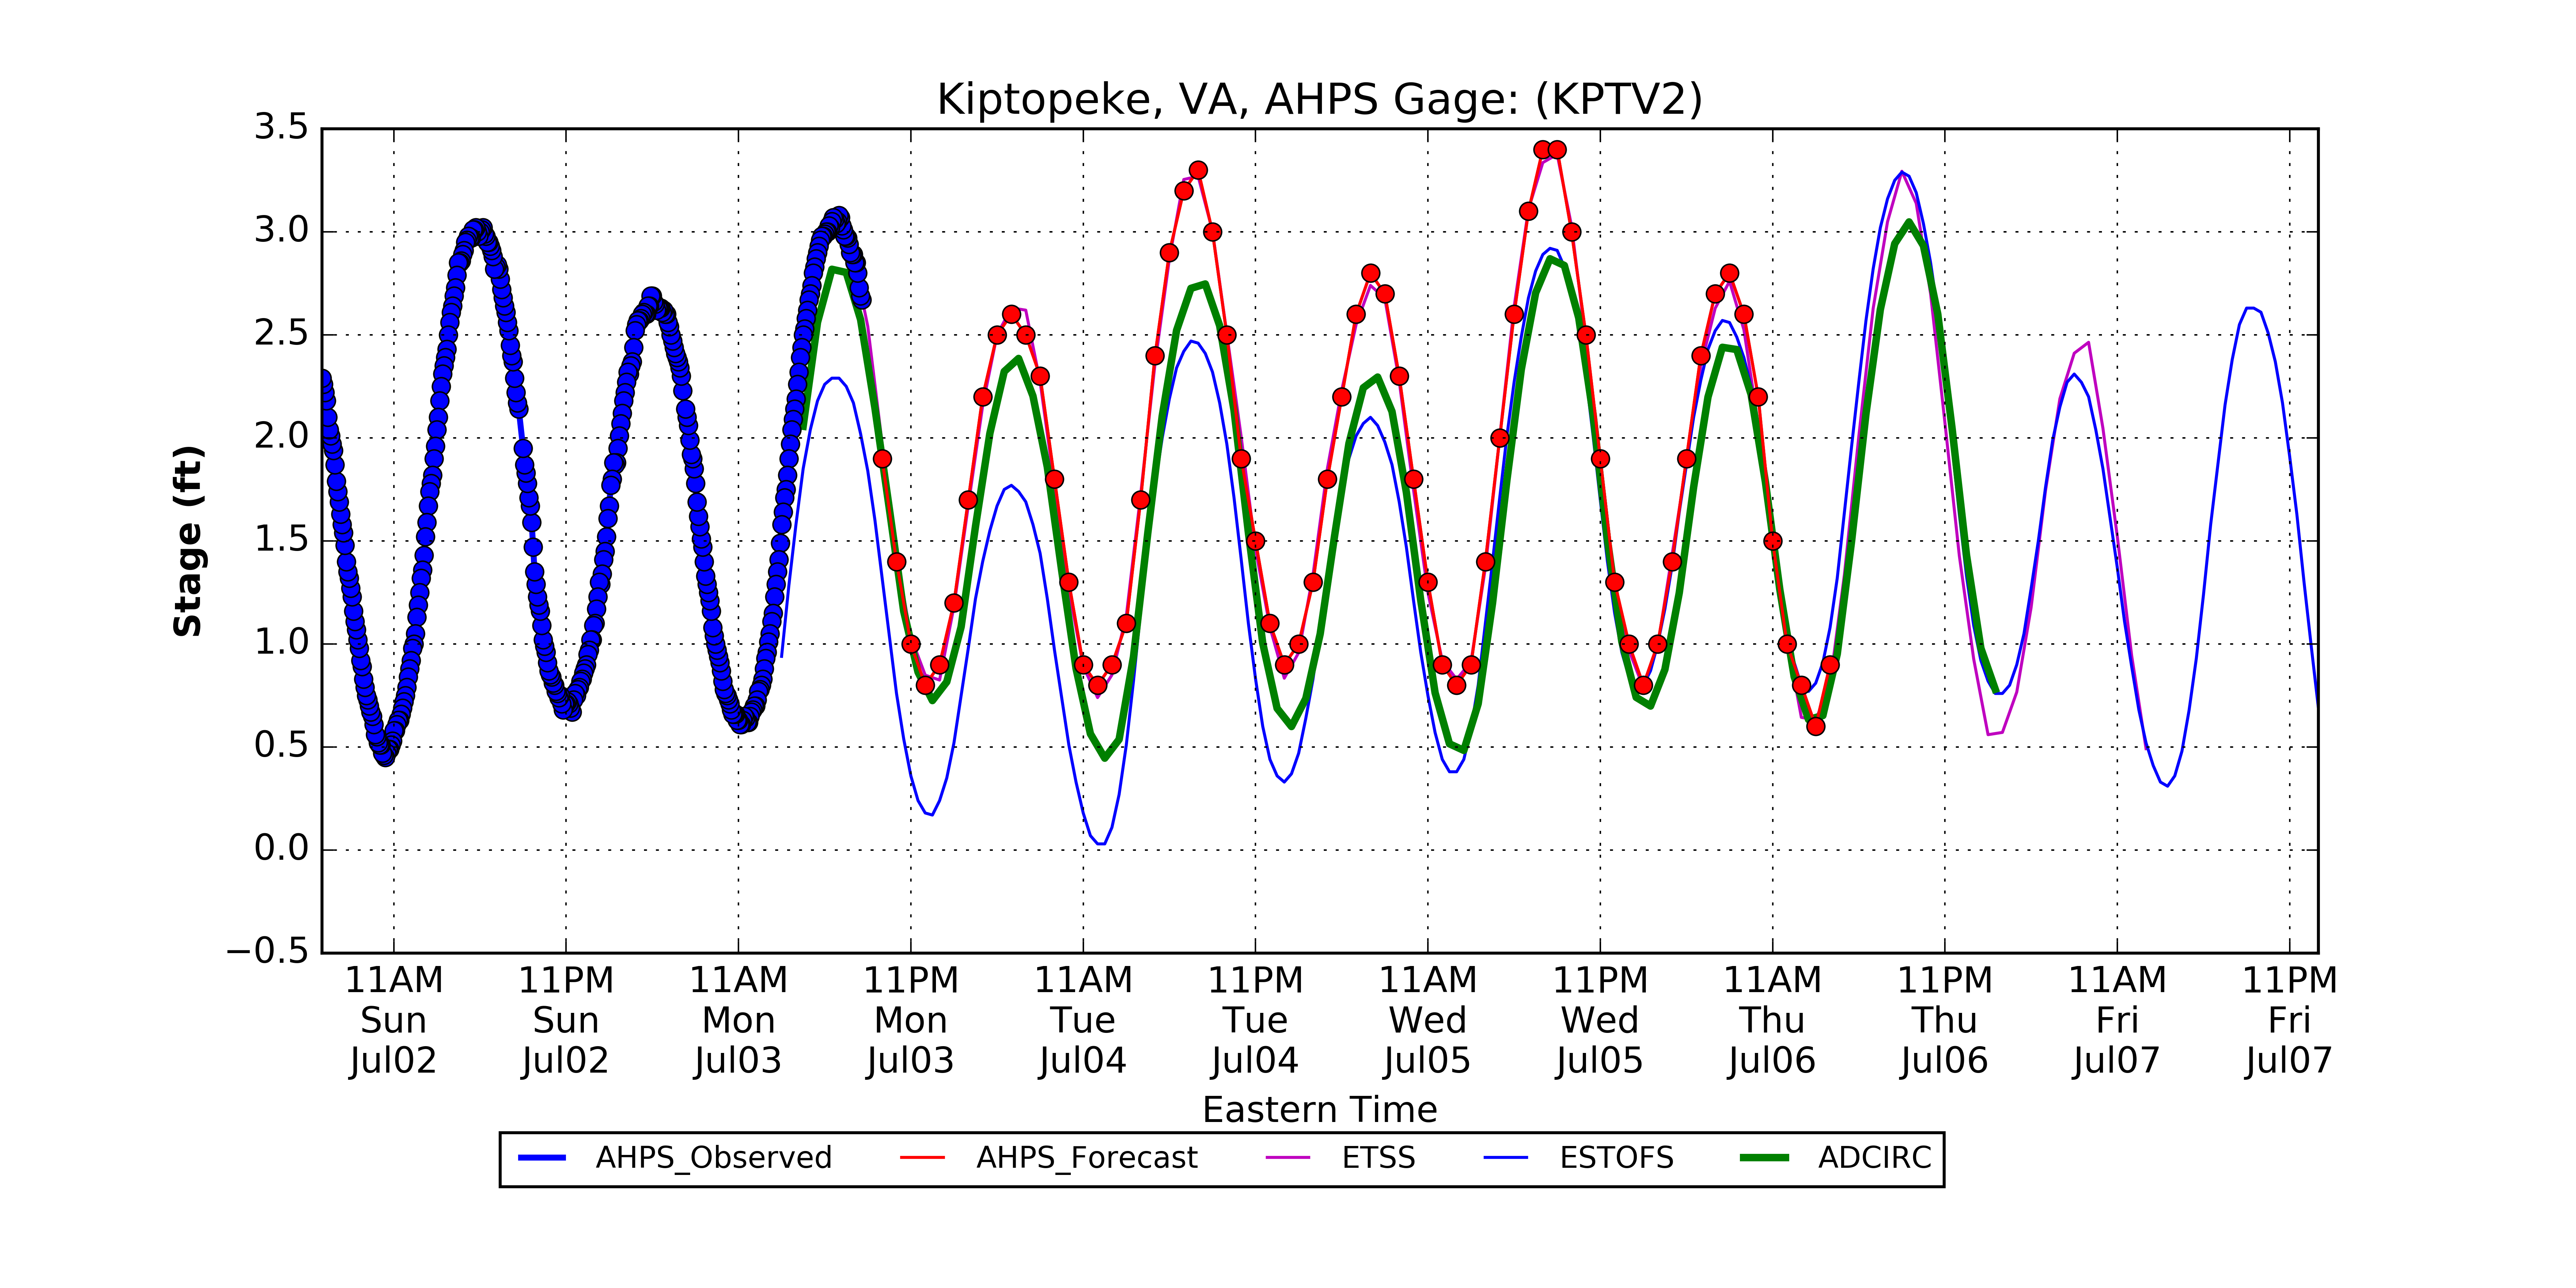 Kiptopeke, VA, AHPS Gage: (KPTV2)
3.5
3.0
2.5
2.0
1.5
1.0
0.5
0.0
−0.5
Stage (ft)
11AM 11PM 11AM 11PM 11AM 11PM 11AM 11PM 11AM 11PM 11AM 11PM
Sun Sun Mon Mon Tue Tue Wed Wed Thu Thu Fri Fri
Jul02 Jul02 Jul03 Jul03 Jul04 Jul04 Jul05 Jul05 Jul06 Jul06 Jul07 Jul07
Eastern Time
AHPS_Observed AHPS_Forecast ETSS ESTOFS ADCIRC